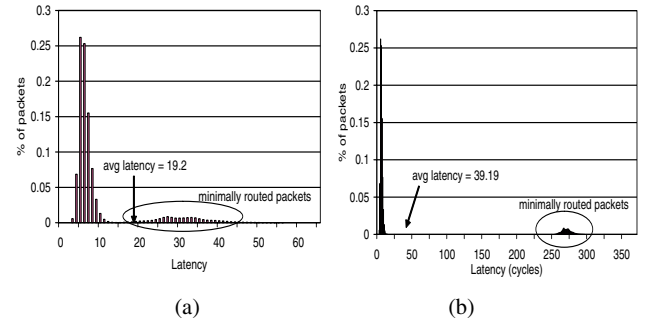 0.3
0.25
0.2
0.15
0.1
0.05
0
% of packets
avg latency = 19.2
minimally routed packets
0 10 20 30 40 50 60
Latency
(a)
0.3
0.25
0.2
0.15
0.1
0.05
0
% of packets
avg latency = 39.19
minimally routed packets
0 50 100 150 200 250 300 350
Latency (cycles)
(b)